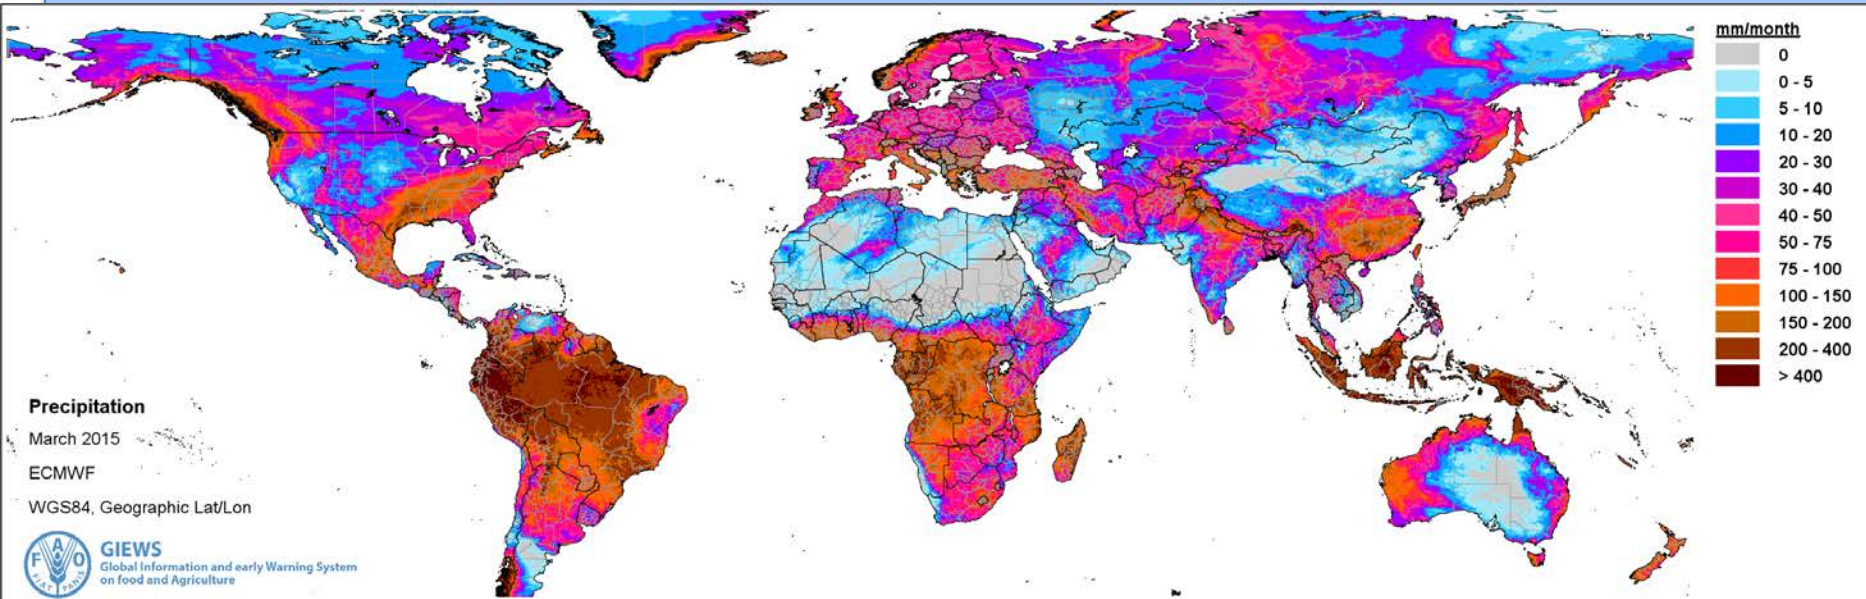 mm/month
0
0 - 5
5 - 10
10 - 20
20 - 30
30 - 40
40 - 50
50 - 75
75 - 100
100 - 150
150 - 200
200 - 400
> 400
Precipitation
March 2015
ECMWF
WGS84, Geographic Lat/Lon
F A O
FIAT PANIS
GIEWS
Global Information and early Warning System
on food and Agriculture